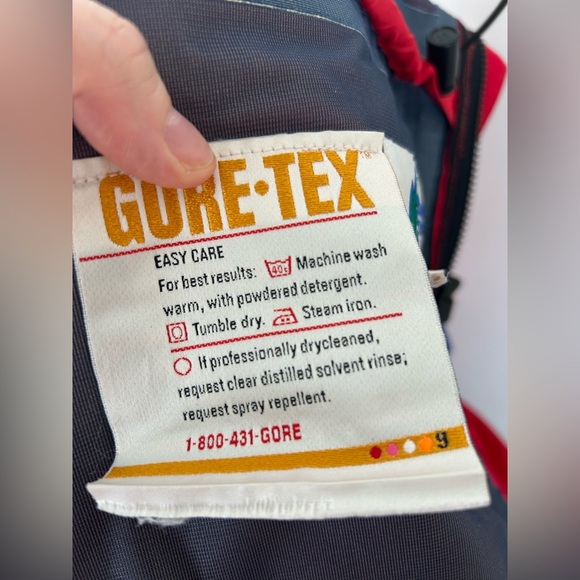 GORE-TEX
EASY CARE
For best results: 40s Machine wash
warm, with powdered detergent.
Tumble dry. Steam iron.
If professionally drycleaned,
request clear distilled solvent rinse;
request spray repellent.
1-800-431-GORE
9